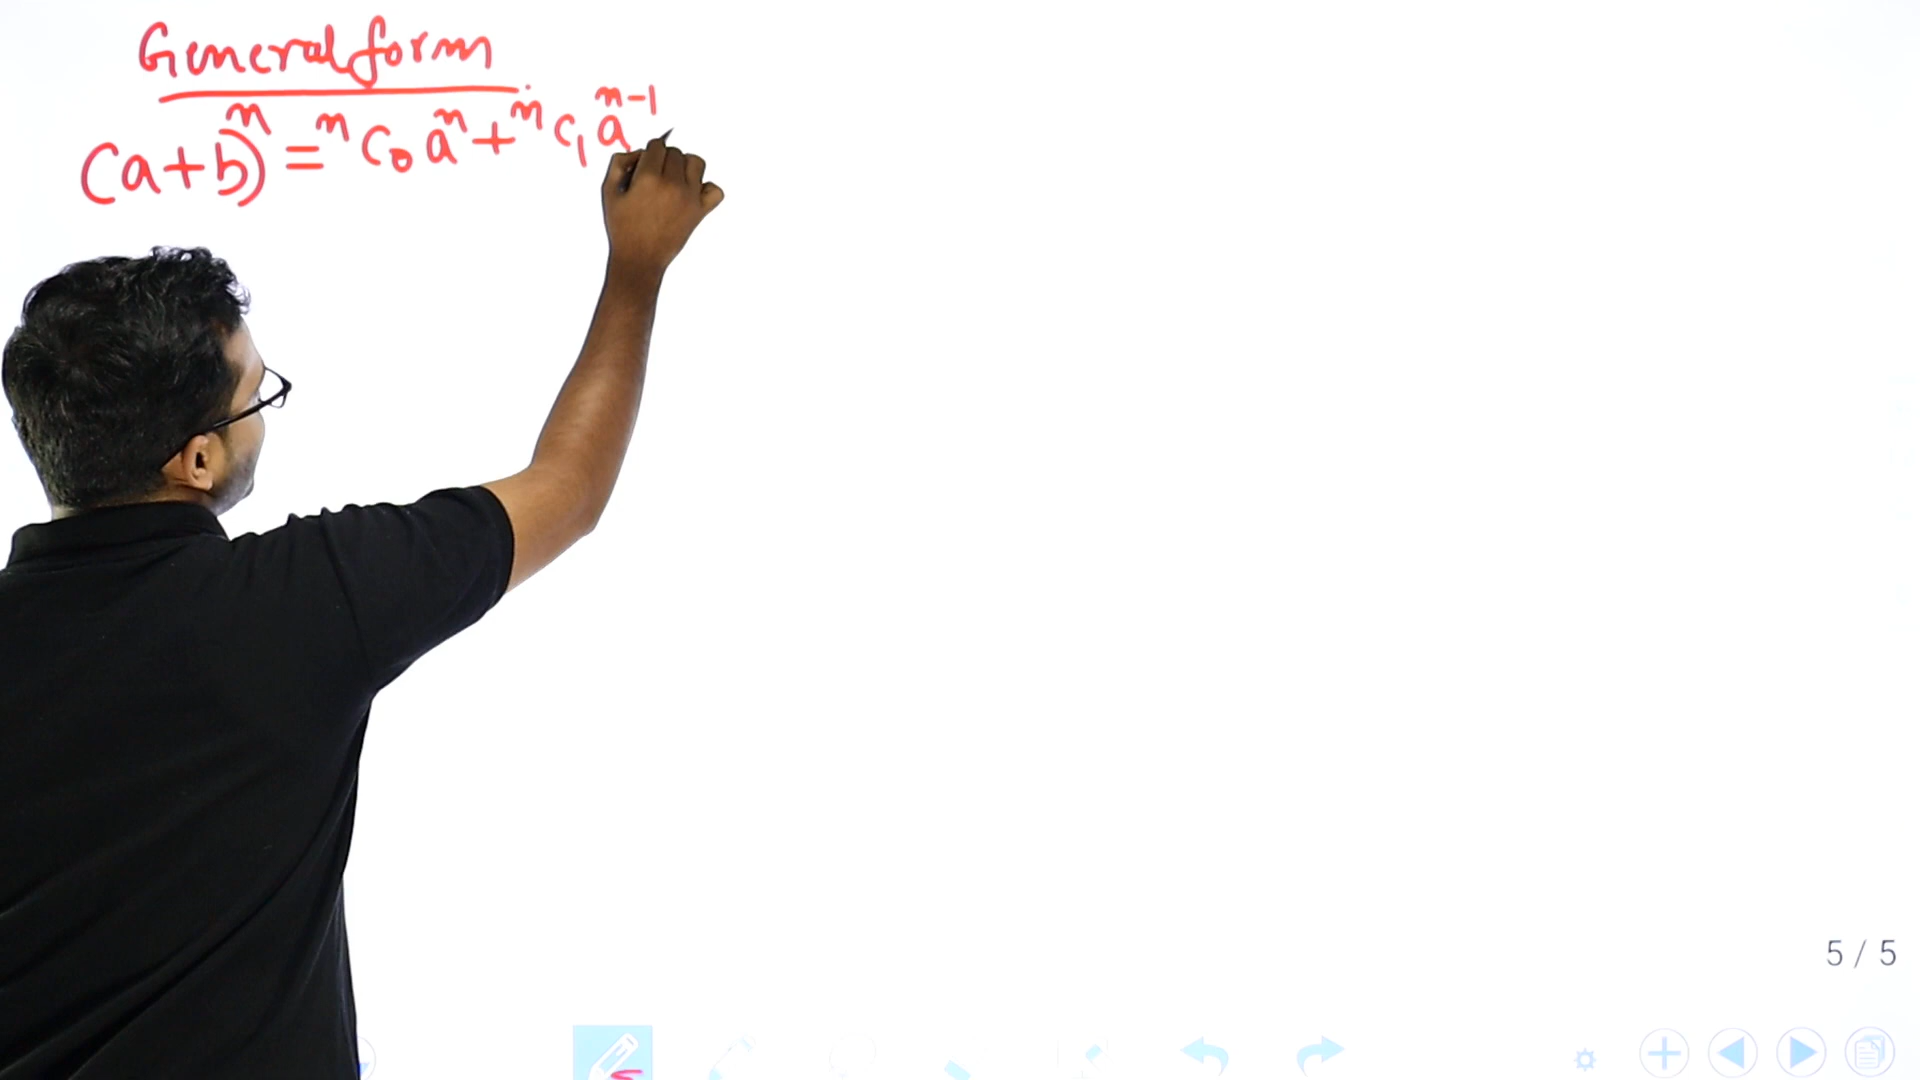 General form
(a+b)ⁿ = ⁿC₀ aⁿ + ⁿC₁ aⁿ⁻¹
5 / 5